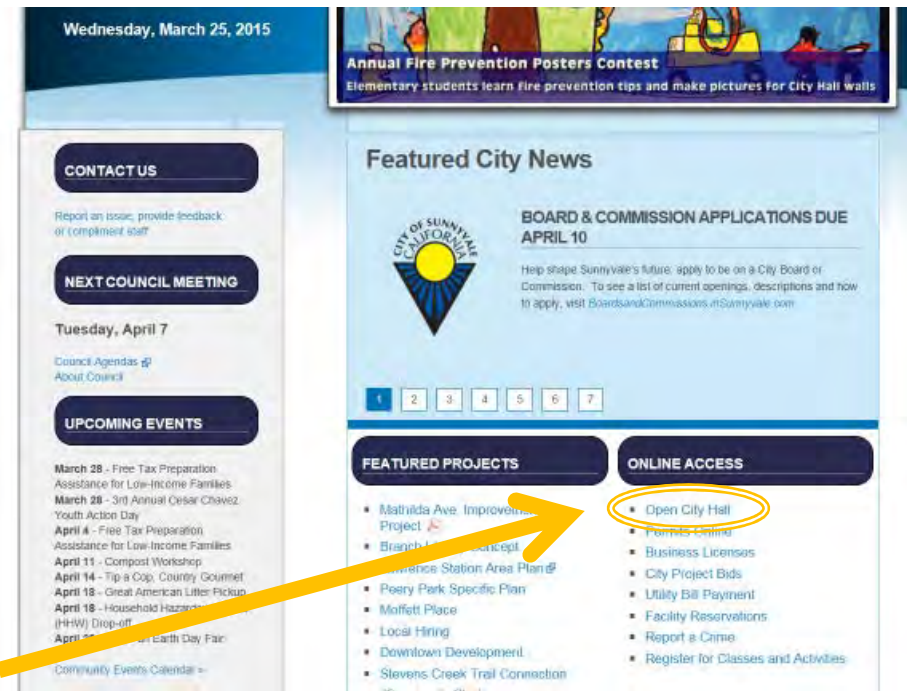 Wednesday, March 25, 2015
Annual Fire Prevention Posters Contest
Elementary students learn fire prevention tips and make pictures for City Hall walls
CONTACT US
Report an issue, provide feedback
or compliment staff
NEXT COUNCIL MEETING
Tuesday, April 7
Council Agendas
About Council
UPCOMING EVENTS
March 28 - Free Tax Preparation
Assistance for Low-Income Families
March 28 - 3rd Annual Cesar Chavez
Youth Action Day
April 4 - Free Tax Preparation
Assistance for Low-Income Families
April 11 - Compost Workshop
April 14 - Tip a Cop, Country Gourmet
April 18 - Great American Litter Pickup
April 18 - Household
(HHW) Drop-off
Earth Day Fair
Community Events Calendar »
Featured City News
CITY OF SUNNYVALE
CALIFORNIA
BOARD & COMMISSION APPLICATIONS DUE
APRIL 10
Help shape Sunnyvale's future, apply to be on a City Board or
Commission. To see a list of current openings, descriptions and how
to apply, visit BoardsandCommissions.inSunnyvale.com
1 2 3 4 5 6 7
FEATURED PROJECTS
Mathilda Ave. Improvement
Project
Branch Concept
Station Area Plan
Peery Park Specific Plan
Moffett Place
Local Hiring
Downtown Development
Stevens Creek Trail Connection
ONLINE ACCESS
Open City Hall
Permits Online
Business Licenses
City Project Bids
Utility Bill Payment
Facility Reservations
Report a Crime
Register for Classes and Activities